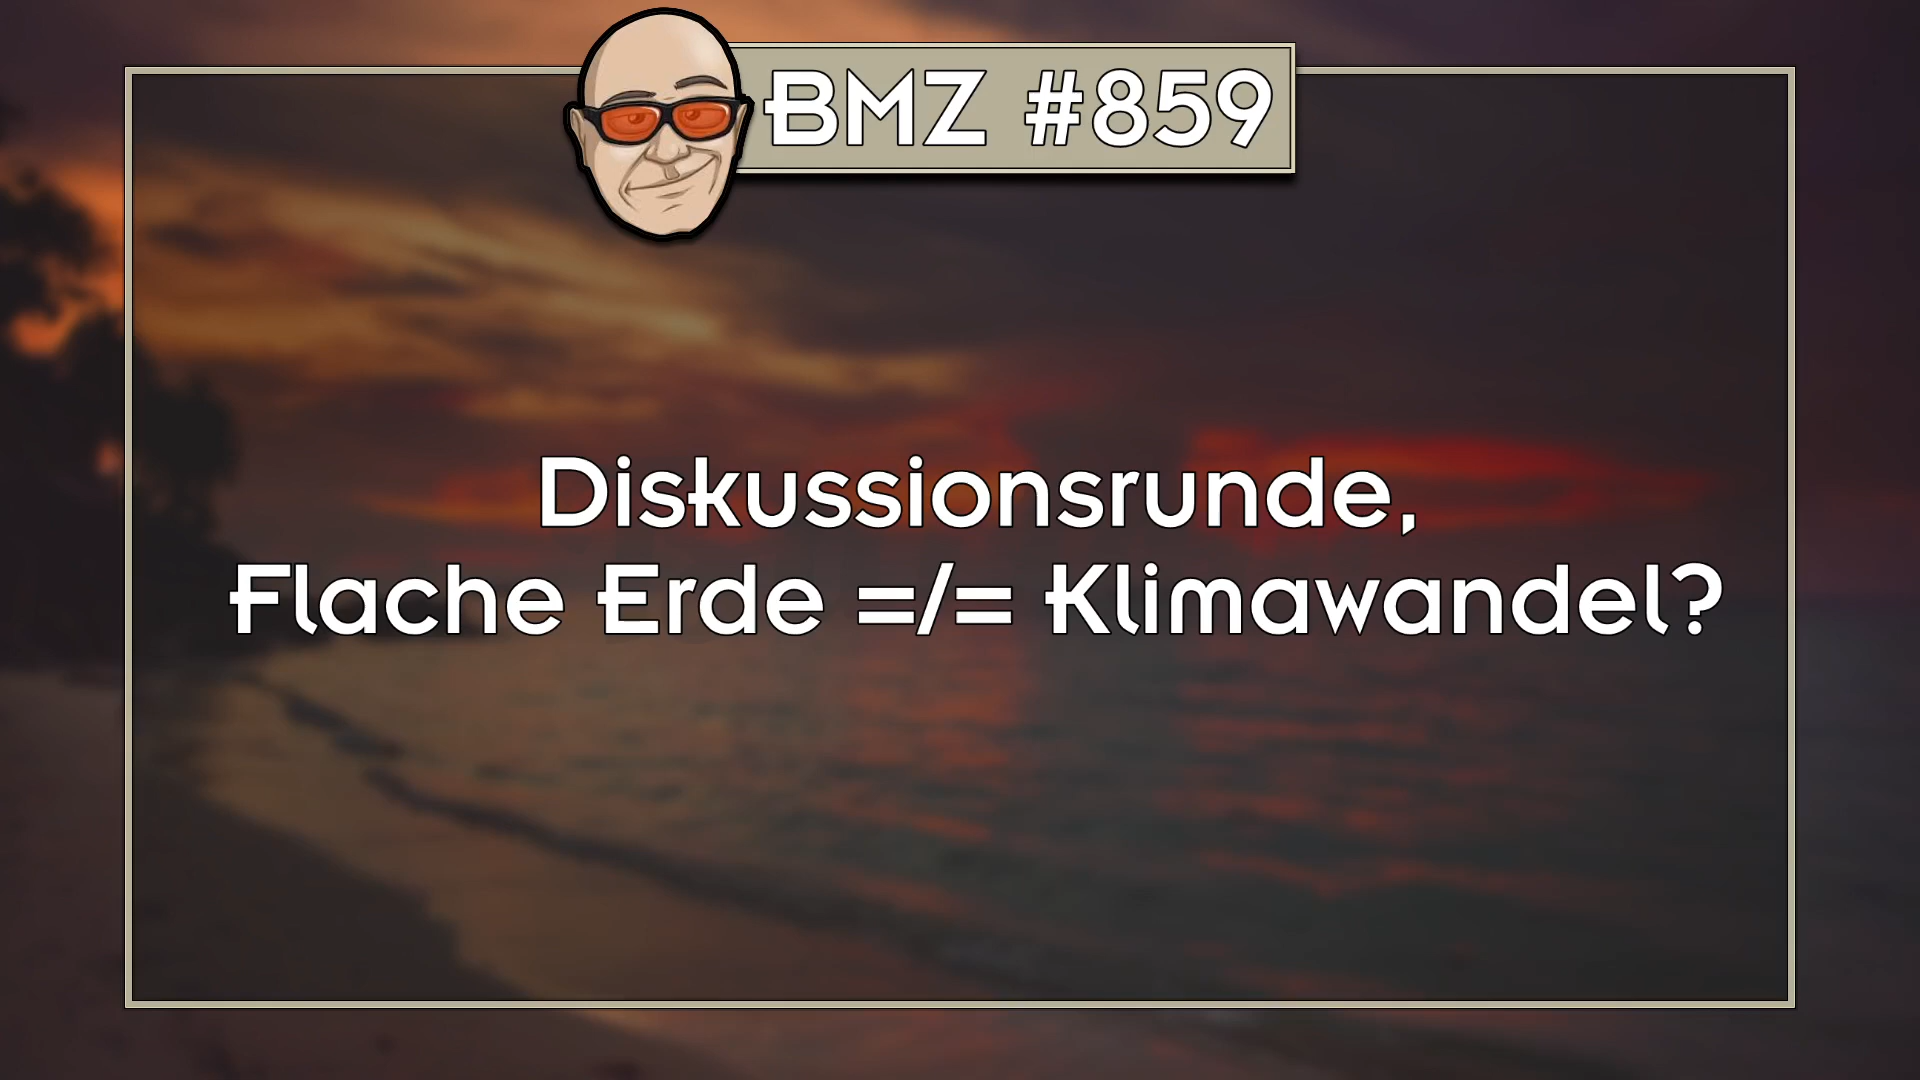 BMZ #859
Diskussionsrunde,
Flache Erde =/= Klimawandel?